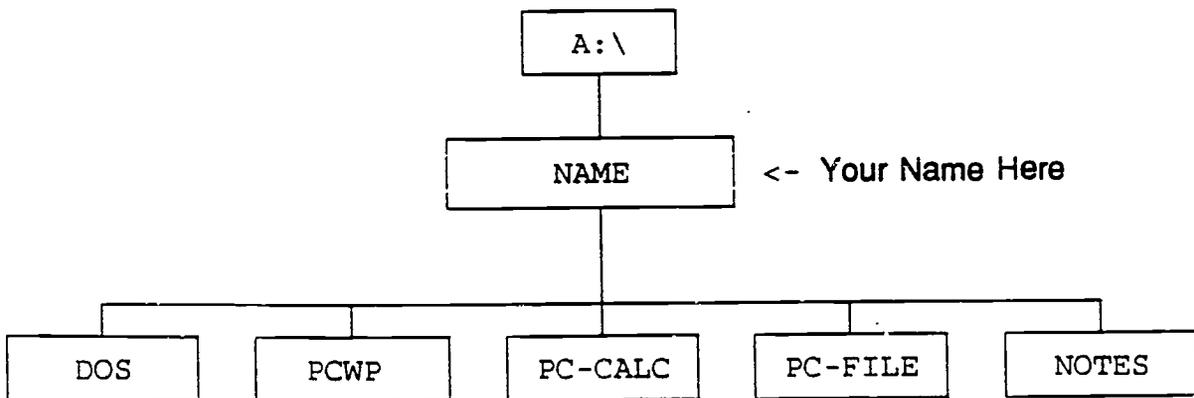 A:\
NAME <- Your Name Here
DOS PCWP PC-CALC PC-FILE NOTES